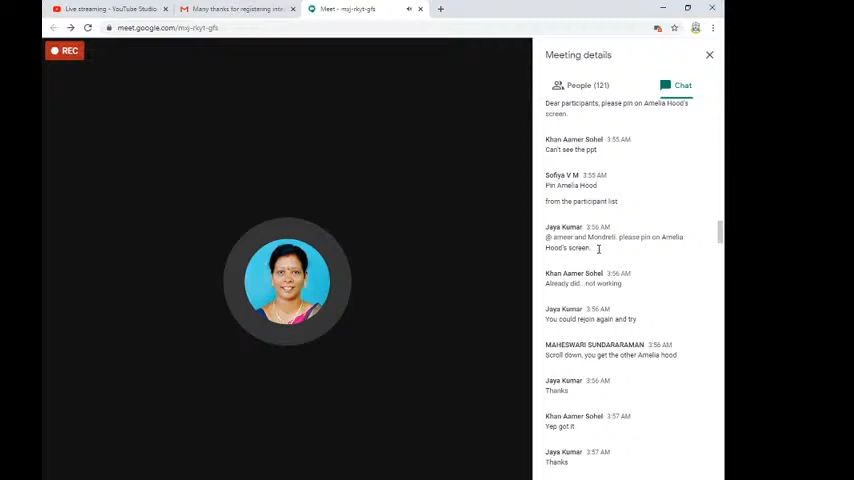 Live streaming - YouTube Studio
Many thanks for registering inte
Meet - mxj-rkyt-gfs
meet.google.com/mxj-rkyt-gfs
REC
Meeting details
People (121)
Chat
Dear participants, please pin on Amelia Hood's
screen.
Khan Aamer Sohel 3:55 AM
Can't see the ppt
Sofiya V M 3:55 AM
Pin Amelia Hood
from the participant list
Jaya Kumar 3:56 AM
@ ameer and Mondreti. please pin on Amelia
Hood's screen.
Khan Aamer Sohel 3:56 AM
Already did...not working
Jaya Kumar 3:56 AM
You could rejoin again and try
MAHESWARI SUNDARARAMAN 3:56 AM
Scroll down, you get the other Amelia hood
Jaya Kumar 3:56 AM
Thanks
Khan Aamer Sohel 3:57 AM
Yep got it
Jaya Kumar 3:57 AM
Thanks